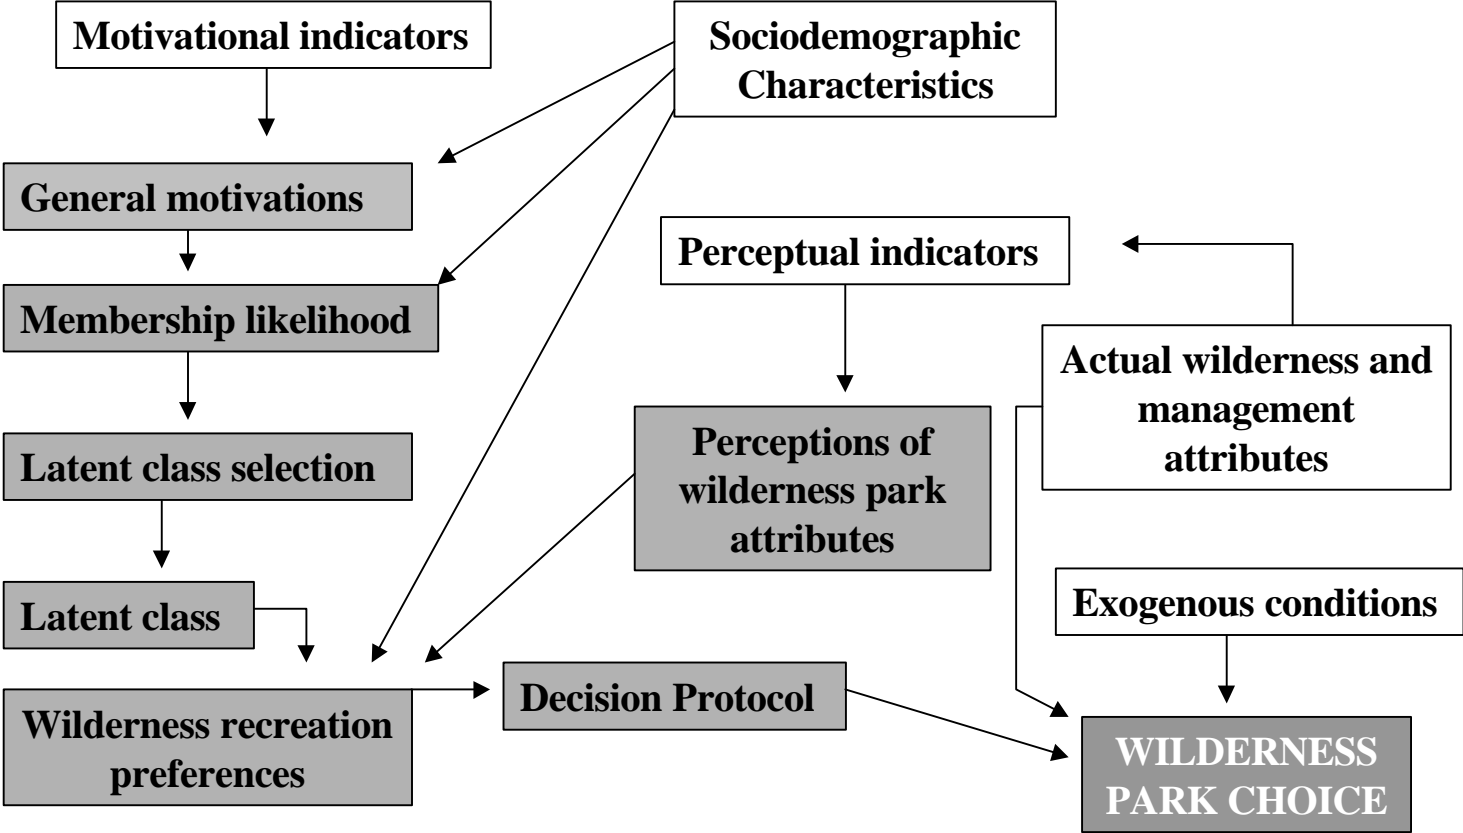 Motivational indicators
Sociodemographic
Characteristics
General motivations
Perceptual indicators
Membership likelihood
Actual wilderness and
management
attributes
Perceptions of
wilderness park
attributes
Latent class selection
Latent class
Exogenous conditions
Decision Protocol
Wilderness recreation
preferences
WILDERNESS
PARK CHOICE